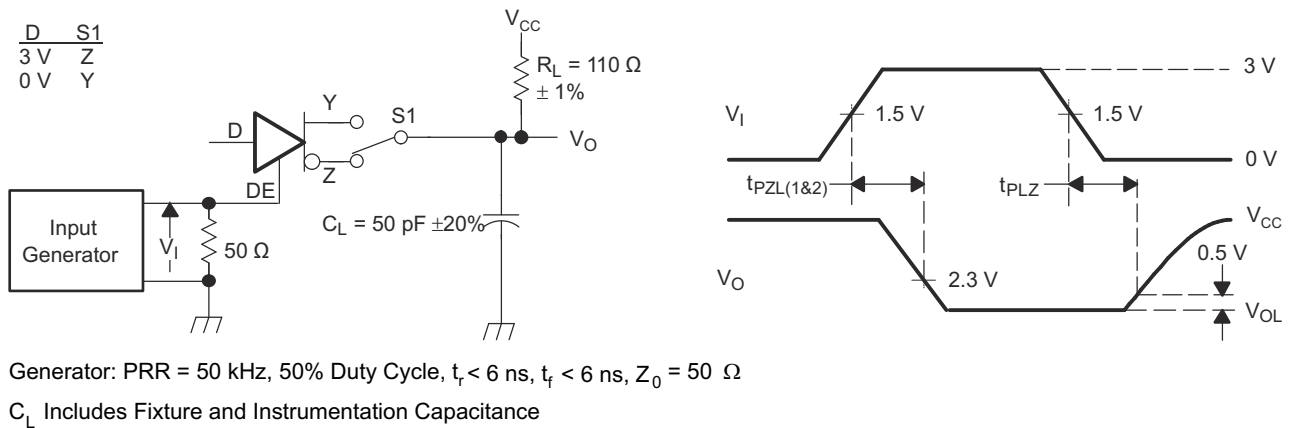 D S1
3 V Z
0 V Y
V_CC
R_L = 110 Ω
± 1%
Y
S1
D
V_O
Z
DE
Input
Generator
V_I
50 Ω
C_L = 50 pF ±20%
3 V
V_I
1.5 V
1.5 V
0 V
t_PZL(1&2)
t_PLZ
V_CC
0.5 V
V_O
2.3 V
V_OL
Generator: PRR = 50 kHz, 50% Duty Cycle, t_r < 6 ns, t_f < 6 ns, Z_0 = 50 Ω
C_L Includes Fixture and Instrumentation Capacitance